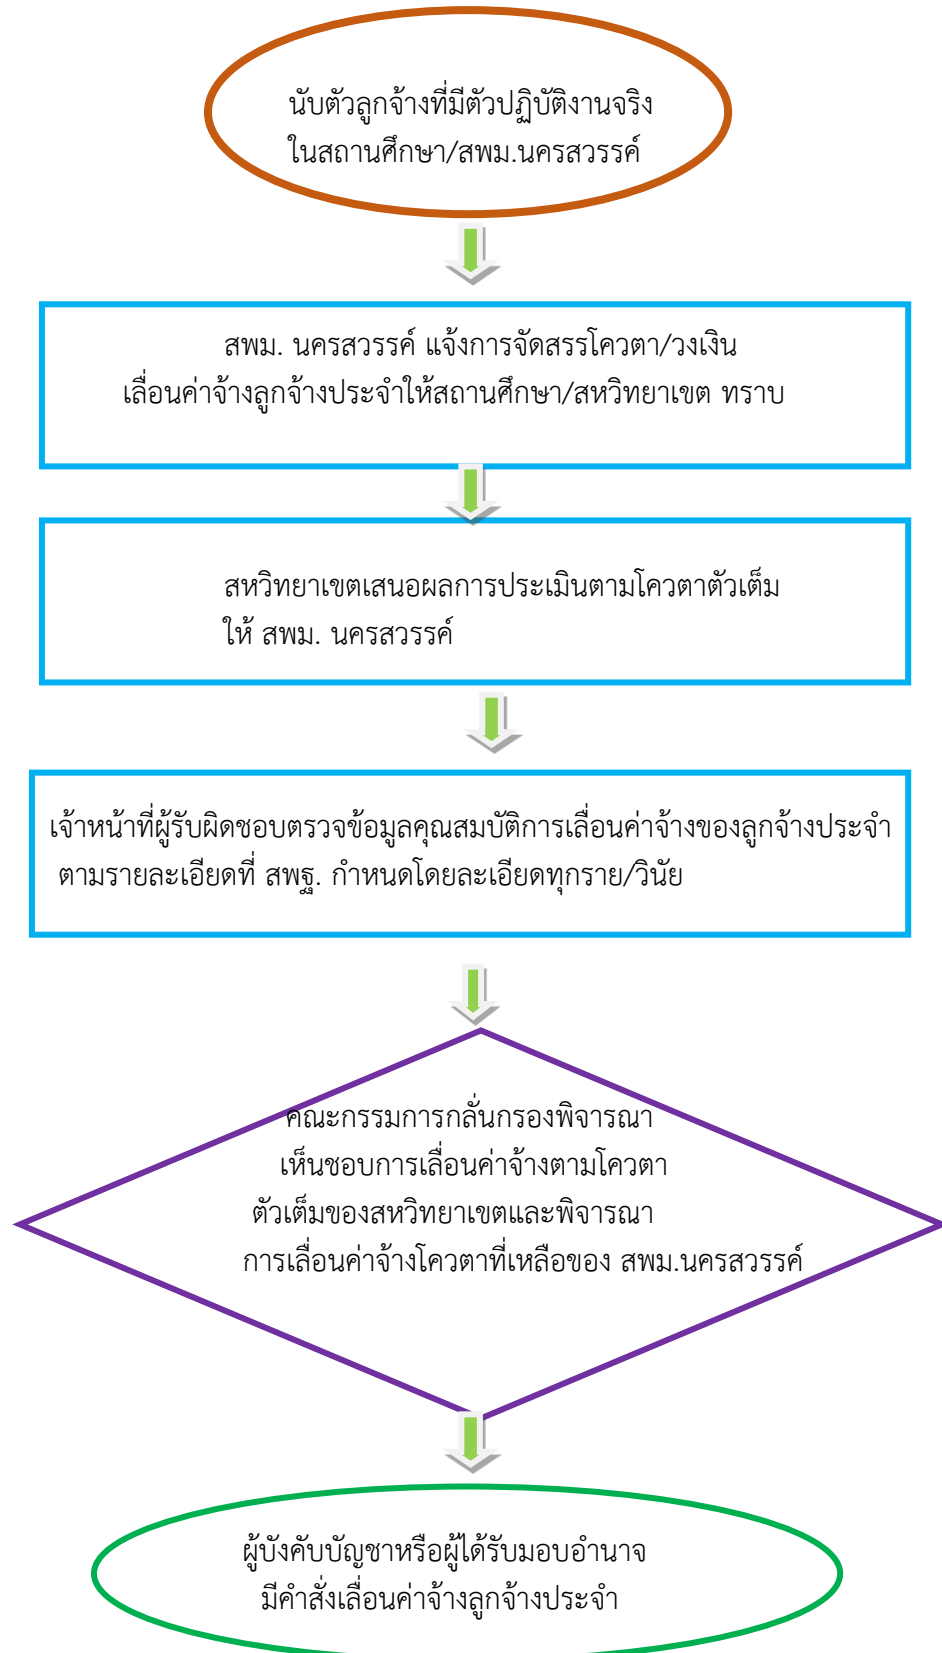 นับตัวลูกจ้างที่มีตัวปฏิบัติงานจริง
ในสถานศึกษา/สพม.นครสวรรค์
สพม. นครสวรรค์ แจ้งการจัดสรรโควตา/วงเงิน
เลื่อนค่าจ้างลูกจ้างประจำให้สถานศึกษา/สหวิทยาเขต ทราบ
สหวิทยาเขตเสนอผลการประเมินตามโควตาตัวเต็ม
ให้ สพม. นครสวรรค์
เจ้าหน้าที่ผู้รับผิดชอบตรวจข้อมูลคุณสมบัติการเลื่อนค่าจ้างของลูกจ้างประจำ
ตามรายละเอียดที่ สพฐ. กำหนดโดยละเอียดทุกราย/วินัย
คณะกรรมการกลั่นกรองพิจารณา
เห็นชอบการเลื่อนค่าจ้างตามโควตา
ตัวเต็มของสหวิทยาเขตและพิจารณา
การเลื่อนค่าจ้างโควตาที่เหลือของ สพม.นครสวรรค์
ผู้บังคับบัญชาหรือผู้ได้รับมอบอำนาจ
มีคำสั่งเลื่อนค่าจ้างลูกจ้างประจำ